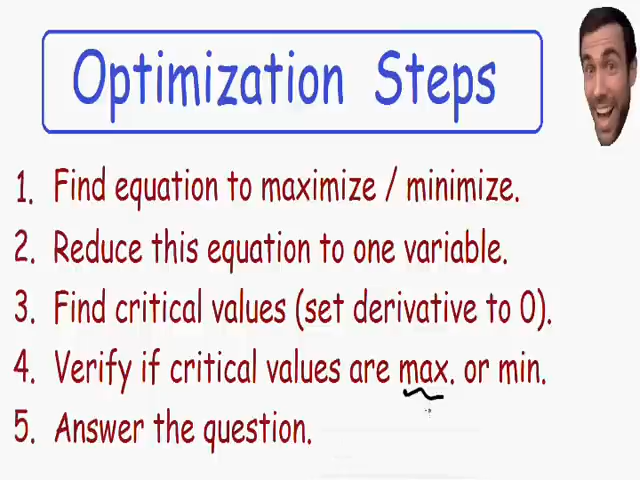 Optimization Steps
1. Find equation to maximize / minimize.
2. Reduce this equation to one variable.
3. Find critical values (set derivative to 0).
4. Verify if critical values are max. or min.
5. Answer the question.